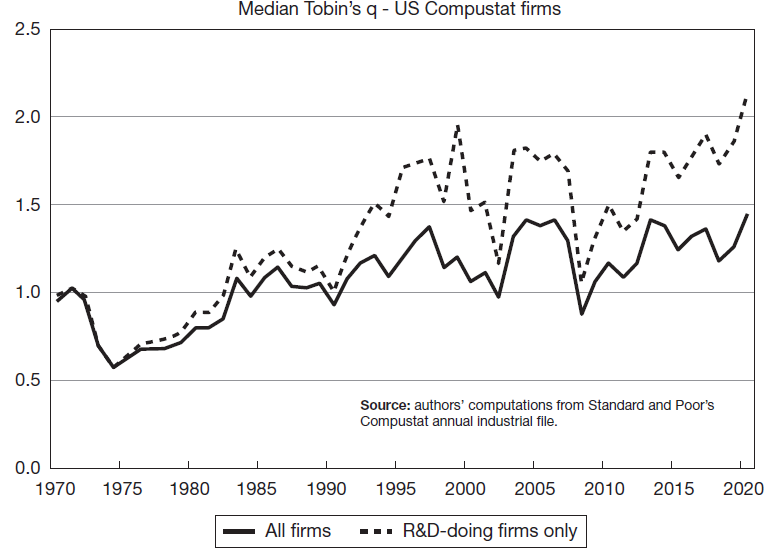 Median Tobin's q - US Compustat firms
2.5
2.0
1.5
1.0
0.5
0.0
Source: authors' computations from Standard and Poor's
Compustat annual industrial file.
1970 1975 1980 1985 1990 1995 2000 2005 2010 2015 2020
All firms R&D-doing firms only